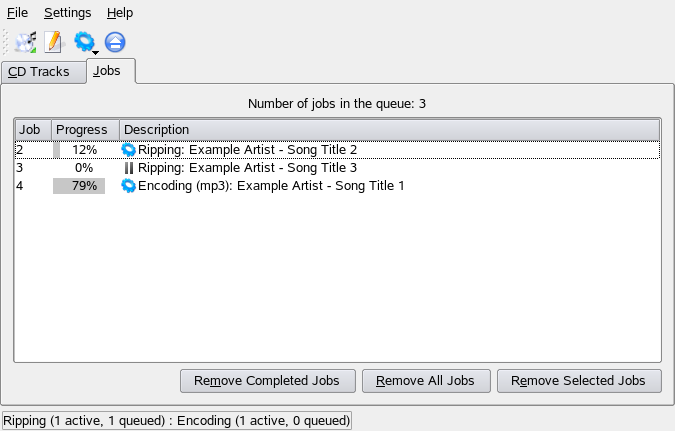 File Settings Help
CD Tracks Jobs
Number of jobs in the queue: 3
Job Progress Description
2 12% Ripping: Example Artist - Song Title 2
3 0% Ripping: Example Artist - Song Title 3
4 79% Encoding (mp3): Example Artist - Song Title 1
Remove Completed Jobs Remove All Jobs Remove Selected Jobs
Ripping (1 active, 1 queued) : Encoding (1 active, 0 queued)